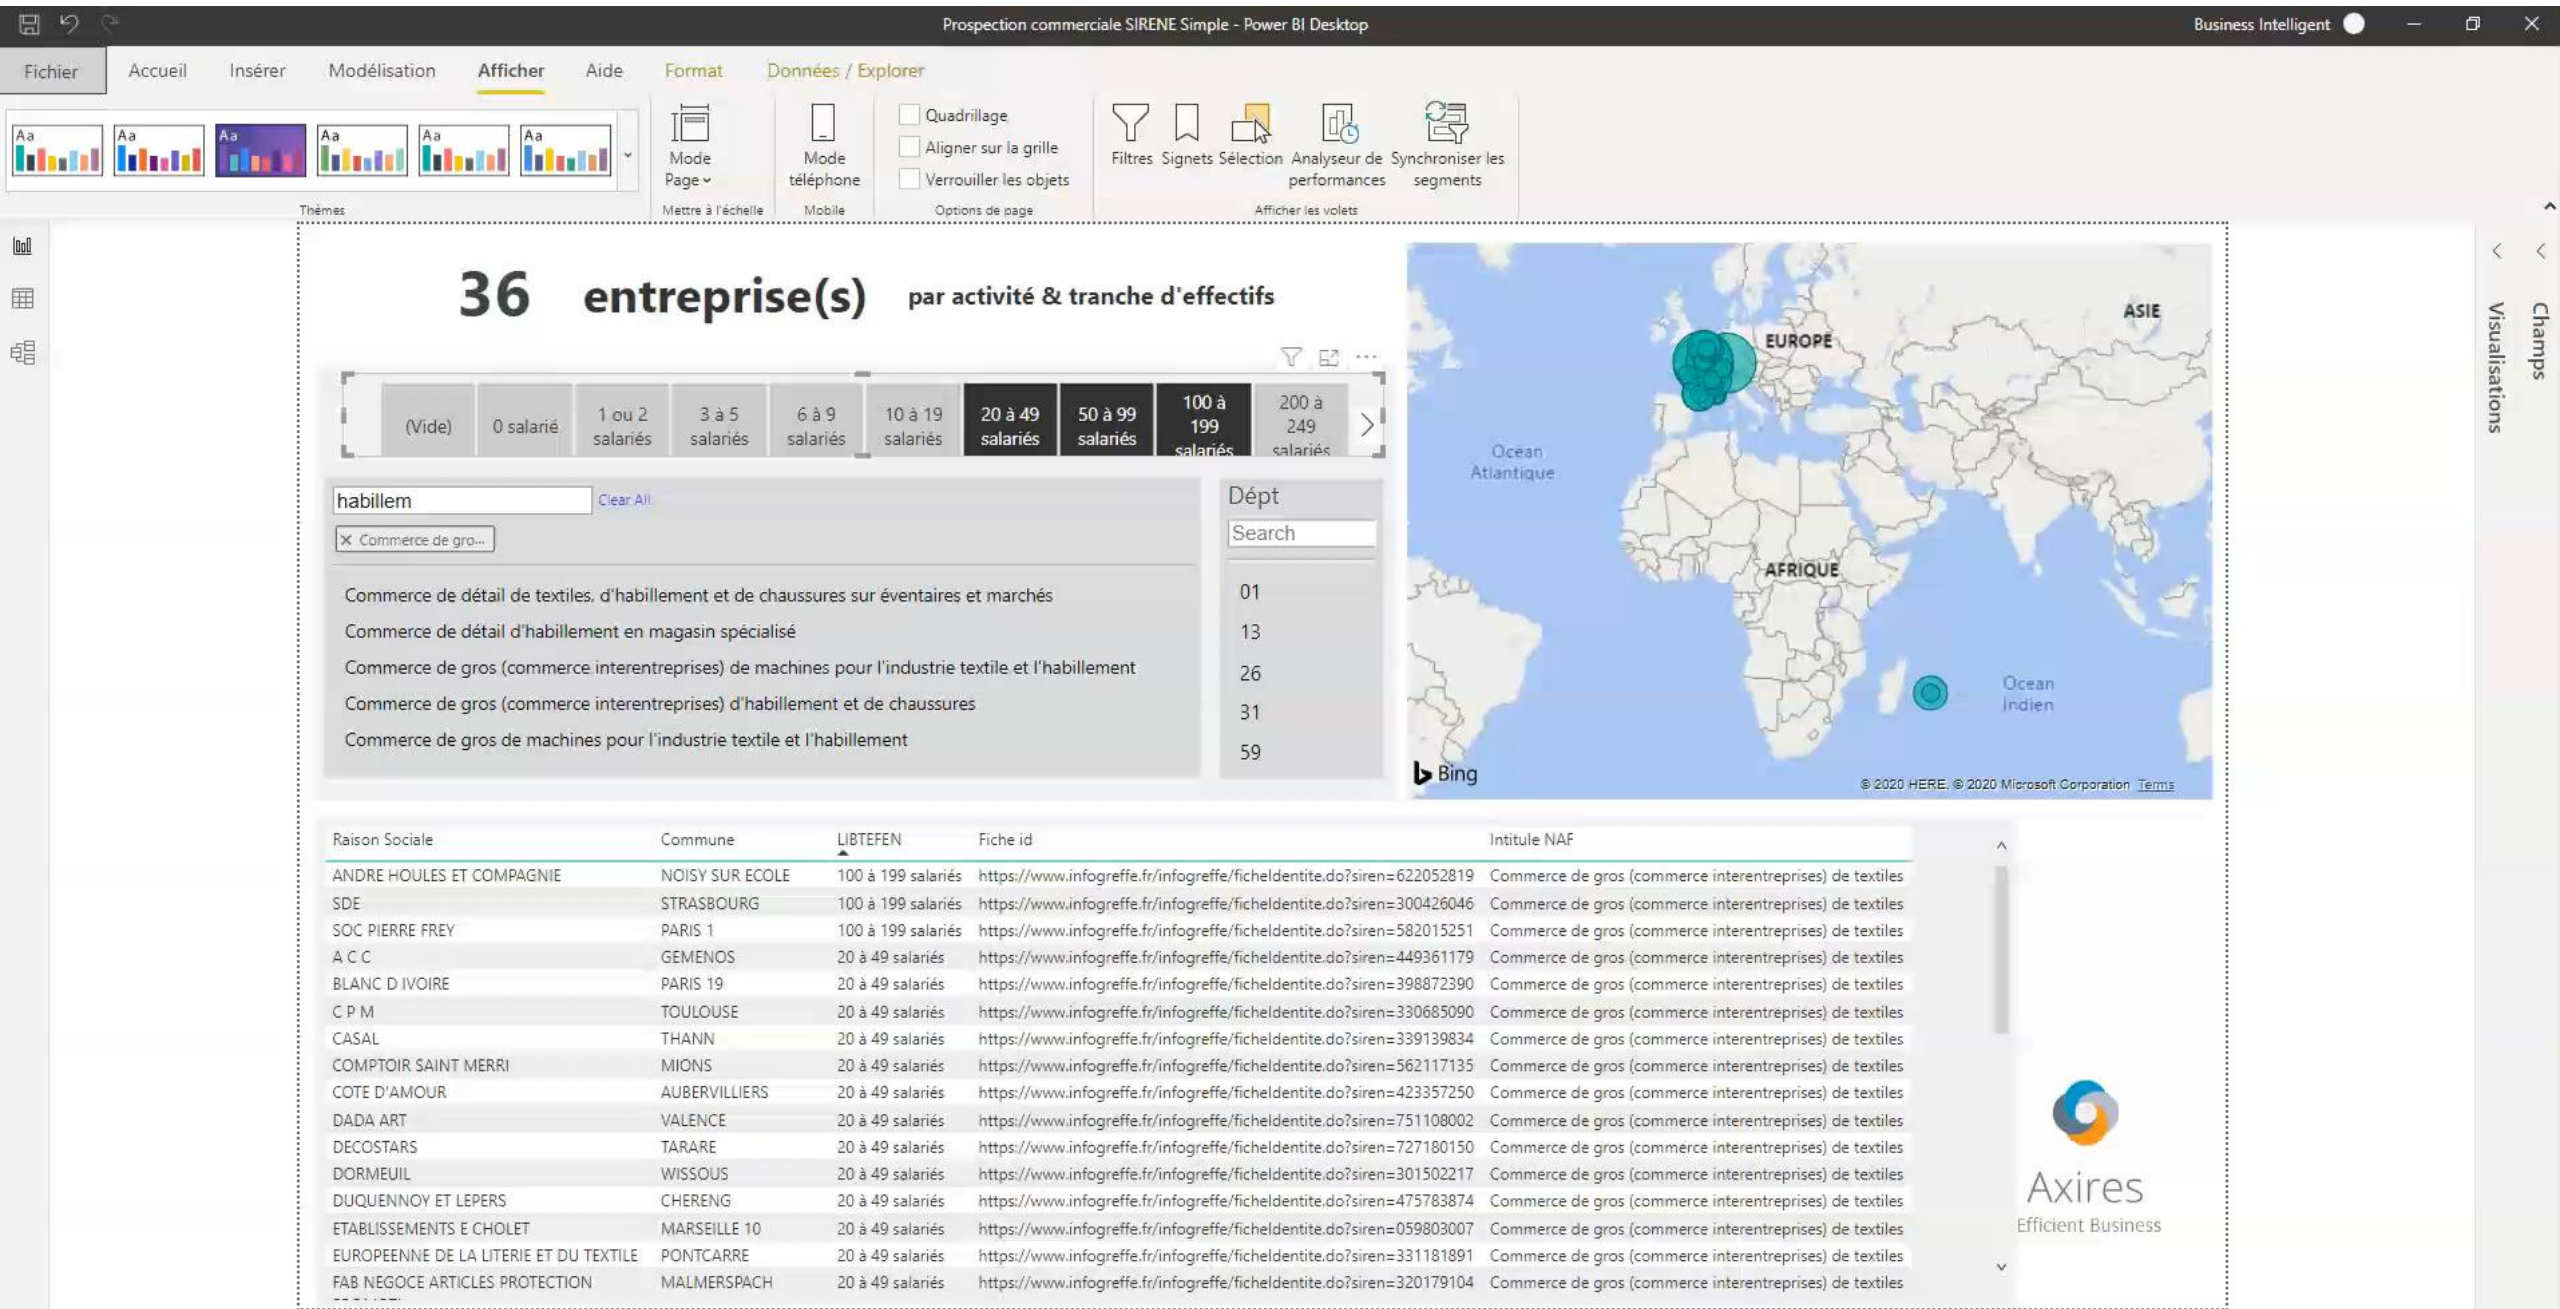 Prospection commerciale SIRENE Simple - Power BI Desktop
Business Intelligent
Fichier Accueil Insérer Modélisation Afficher Aide Format Données / Explorer
Aa Aa Aa Aa Aa Aa
Mode Page
Mode téléphone
Quadrillage
Aligner sur la grille
Verrouiller les objets
Filtres Signets Sélection Analyseur de performances Synchroniser les segments
Thèmes Mettre à l'échelle Mobile Options de page Afficher les volets
36 entreprise(s) par activité & tranche d'effectifs
(Vide)
0 salarié
1 ou 2 salariés
3 à 5 salariés
6 à 9 salariés
10 à 19 salariés
20 à 49 salariés
50 à 99 salariés
100 à 199 salariés
200 à 249 salariés
habillem Clear All
Commerce de gro...
Commerce de détail de textiles, d'habillement et de chaussures sur éventaires et marchés
Commerce de détail d'habillement en magasin spécialisé
Commerce de gros (commerce interentreprises) de machines pour l'industrie textile et l'habillement
Commerce de gros (commerce interentreprises) d'habillement et de chaussures
Commerce de gros de machines pour l'industrie textile et l'habillement
Dépt
Search
01
13
26
31
59
ASIE
EUROPE
Ocean Atlantique
AFRIQUE
Ocean Indien
Bing
© 2020 HERE, © 2020 Microsoft Corporation Terms
Visualisations
Champs
Raison Sociale Commune LIBTEFEN Fiche id Intitule NAF
ANDRE HOULES ET COMPAGNIE NOISY SUR ECOLE 100 à 199 salariés https://www.infogreffe.fr/infogreffe/ficheIdentite.do?siren=622052819 Commerce de gros (commerce interentreprises) de textiles
SDE STRASBOURG 100 à 199 salariés https://www.infogreffe.fr/infogreffe/ficheIdentite.do?siren=300426046 Commerce de gros (commerce interentreprises) de textiles
SOC PIERRE FREY PARIS 1 100 à 199 salariés https://www.infogreffe.fr/infogreffe/ficheIdentite.do?siren=582015251 Commerce de gros (commerce interentreprises) de textiles
A C C GEMENOS 20 à 49 salariés https://www.infogreffe.fr/infogreffe/ficheIdentite.do?siren=449361179 Commerce de gros (commerce interentreprises) de textiles
BLANC D IVOIRE PARIS 19 20 à 49 salariés https://www.infogreffe.fr/infogreffe/ficheIdentite.do?siren=398872390 Commerce de gros (commerce interentreprises) de textiles
C P M TOULOUSE 20 à 49 salariés https://www.infogreffe.fr/infogreffe/ficheIdentite.do?siren=330685090 Commerce de gros (commerce interentreprises) de textiles
CASAL THANN 20 à 49 salariés https://www.infogreffe.fr/infogreffe/ficheIdentite.do?siren=339139834 Commerce de gros (commerce interentreprises) de textiles
COMPTOIR SAINT MERRI MIONS 20 à 49 salariés https://www.infogreffe.fr/infogreffe/ficheIdentite.do?siren=562117135 Commerce de gros (commerce interentreprises) de textiles
COTE D'AMOUR AUBERVILLIERS 20 à 49 salariés https://www.infogreffe.fr/infogreffe/ficheIdentite.do?siren=423357250 Commerce de gros (commerce interentreprises) de textiles
DADA ART VALENCE 20 à 49 salariés https://www.infogreffe.fr/infogreffe/ficheIdentite.do?siren=751108002 Commerce de gros (commerce interentreprises) de textiles
DECOSTARS TARARE 20 à 49 salariés https://www.infogreffe.fr/infogreffe/ficheIdentite.do?siren=727180150 Commerce de gros (commerce interentreprises) de textiles
DORMEUIL WISSOUS 20 à 49 salariés https://www.infogreffe.fr/infogreffe/ficheIdentite.do?siren=301502217 Commerce de gros (commerce interentreprises) de textiles
DUQUENNOY ET LEPERS CHERENG 20 à 49 salariés https://www.infogreffe.fr/infogreffe/ficheIdentite.do?siren=475783874 Commerce de gros (commerce interentreprises) de textiles
ETABLISSEMENTS E CHOLET MARSEILLE 10 20 à 49 salariés https://www.infogreffe.fr/infogreffe/ficheIdentite.do?siren=059803007 Commerce de gros (commerce interentreprises) de textiles
EUROPEENNE DE LA LITERIE ET DU TEXTILE PONTCARRE 20 à 49 salariés https://www.infogreffe.fr/infogreffe/ficheIdentite.do?siren=331181891 Commerce de gros (commerce interentreprises) de textiles
FAB NEGOCE ARTICLES PROTECTION MALMERSPACH 20 à 49 salariés https://www.infogreffe.fr/infogreffe/ficheIdentite.do?siren=320179104 Commerce de gros (commerce interentreprises) de textiles
Axires
Efficient Business